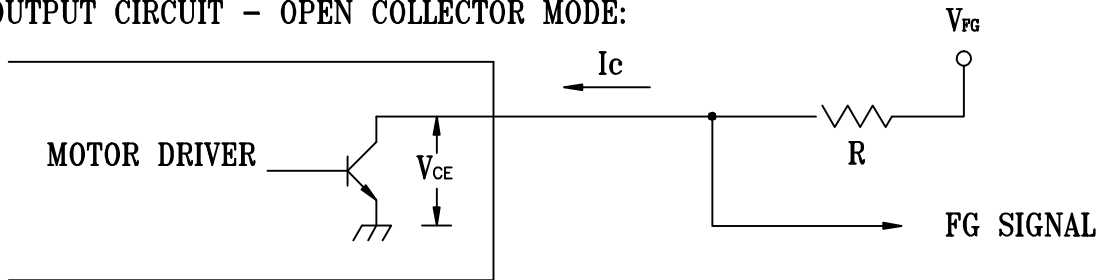 OUTPUT CIRCUIT - OPEN COLLECTOR MODE:
VFG
Ic
MOTOR DRIVER
VCE
R
FG SIGNAL